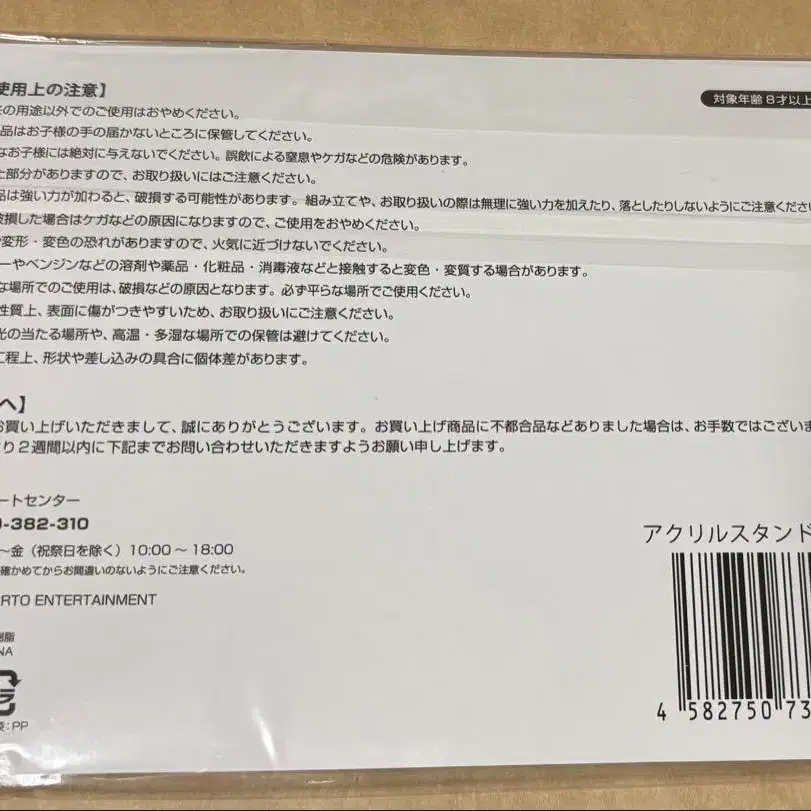 使用上の注意】
対象年齢 8才以上
の用途以外でのご使用はおやめください。
品はお子様の手の届かないところに保管してください。
なお子様には絶対に与えないでください。誤飲による窒息やケガなどの危険があります。
た部分がありますので、お取り扱いにはご注意ください。
品は強い力が加わると、破損する可能性があります。組み立てや、お取り扱いの際は無理に強い力を加えたり、落としたりしないようにご注意くださ
破損した場合はケガなどの原因になりますので、ご使用をおやめください。
変形・変色の恐れがありますので、火気に近づけないでください。
ーやベンジンなどの溶剤や薬品・化粧品・消毒液などと接触すると変色・変質する場合があります。
な場所でのご使用は、破損などの原因となります。必ず平らな場所でご使用ください。
性質上、表面に傷がつきやすいため、お取り扱いにご注意ください。
光の当たる場所や、高温・多湿な場所での保管は避けてください。
工程上、形状や差し込みの具合に個体差があります。
へ】
お買い上げいただきまして、誠にありがとうございます。お買い上げ商品に不都合品などありました場合は、お手数ではございま
り2週間以内に下記までお問い合わせいただきますようお願い申し上げます。
ートセンター
-382-310
～金（祝祭日を除く）10:00～18:00
確かめてからお間違いのないようにご注意ください。
RTO ENTERTAINMENT
樹脂
NA
プラ
袋：PP
アクリルスタンド
4 582750 73